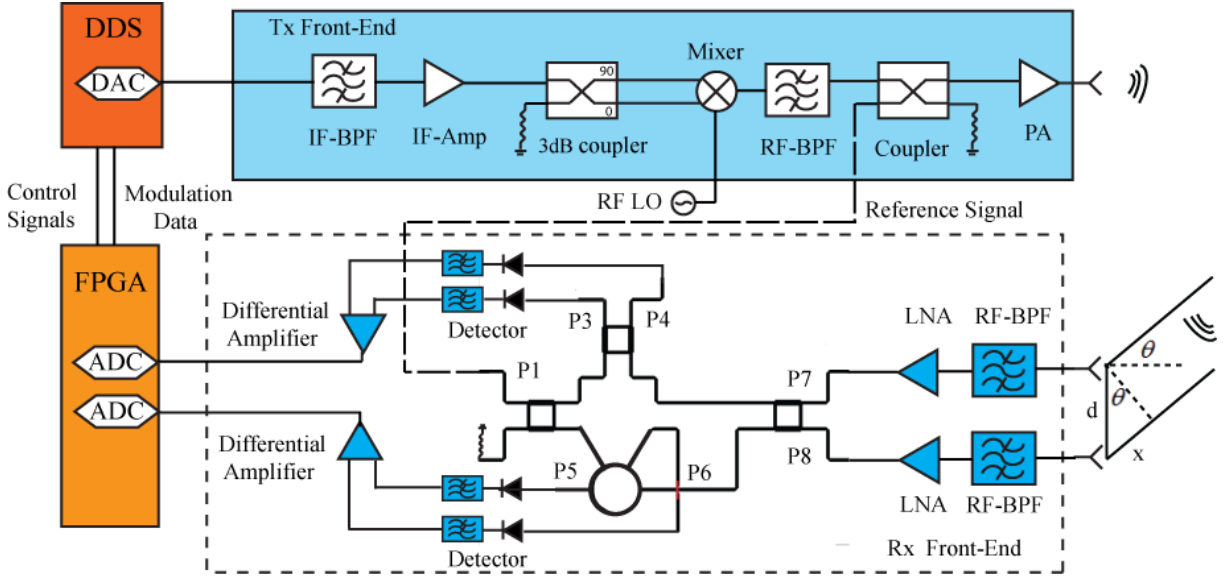 DDS
DAC
Tx Front-End
IF-BPF
IF-Amp
90
0
3dB coupler
Mixer
RF-BPF
Coupler
PA
RF LO
Reference Signal
Control
Signals
Modulation
Data
FPGA
ADC
ADC
Differential
Amplifier
Differential
Amplifier
Detector
Detector
P3
P4
P1
P5
P6
P7
P8
LNA
RF-BPF
LNA
RF-BPF
θ
θ
d
x
Rx Front-End